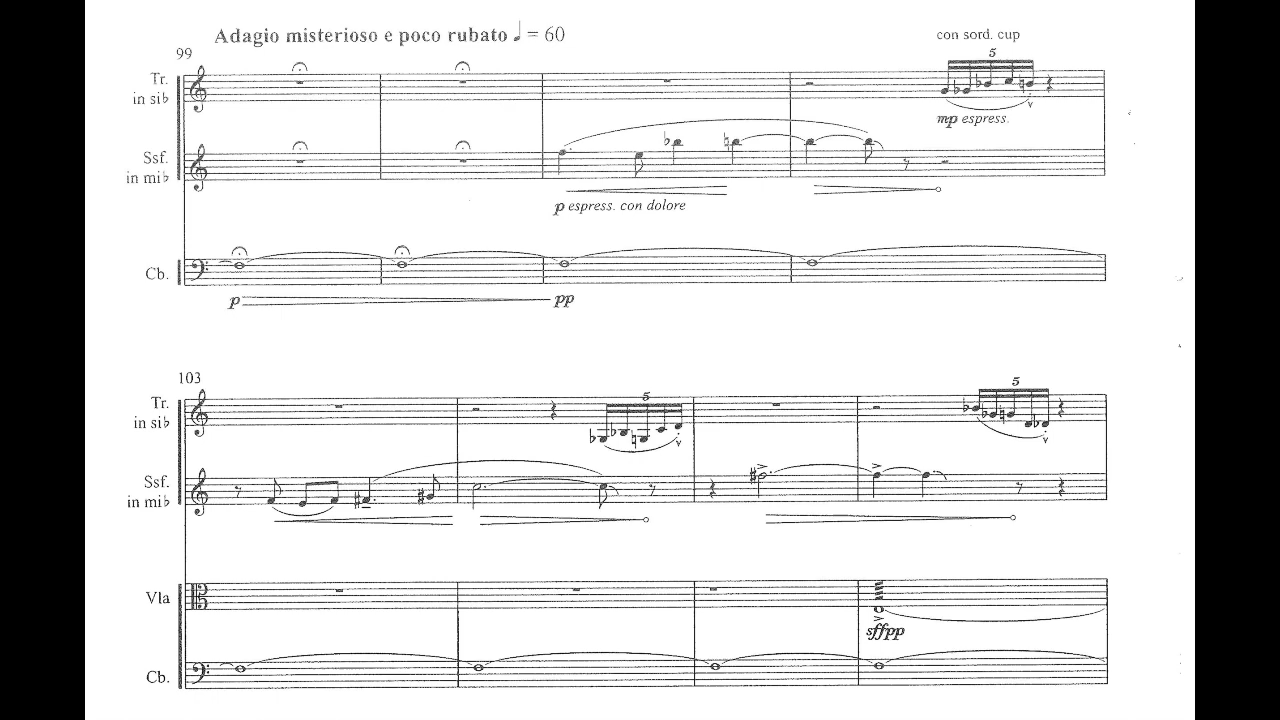 Adagio misterioso e poco rubato ♩ = 60
con sord. cup
99
5
Tr.
in si♭
mp espress.
Ssf.
in mi♭
p espress. con dolore
Cb.
p pp
103
5 5
Tr.
in si♭
Ssf.
in mi♭
Vla
sffpp
Cb.